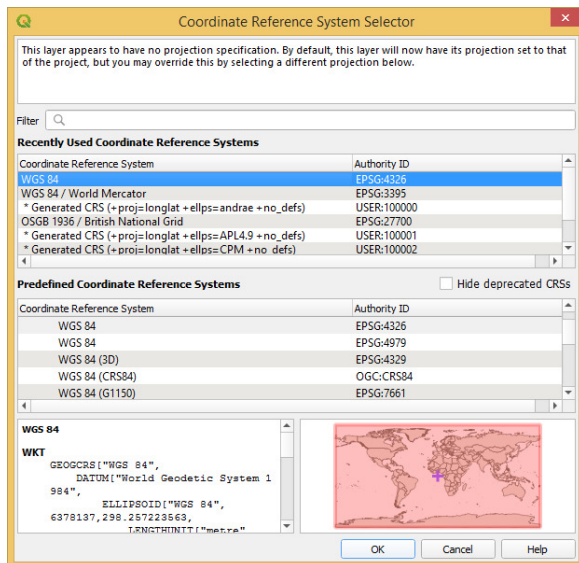 Coordinate Reference System Selector
This layer appears to have no projection specification. By default, this layer will now have its projection set to that
of the project, but you may override this by selecting a different projection below.
Filter
Recently Used Coordinate Reference Systems
Coordinate Reference System Authority ID
WGS 84 EPSG:4326
WGS 84 / World Mercator EPSG:3395
* Generated CRS (+proj=longlat +ellps=andrae +no_defs) USER:100000
OSGB 1936 / British National Grid EPSG:27700
* Generated CRS (+proj=longlat +ellps=APL4.9 +no_defs) USER:100001
* Generated CRS (+proj=longlat +ellps=CPM +no_defs) USER:100002
Predefined Coordinate Reference Systems Hide deprecated CRSs
Coordinate Reference System Authority ID
WGS 84 EPSG:4326
WGS 84 EPSG:4979
WGS 84 (3D) EPSG:4329
WGS 84 (CRS84) OGC:CRS84
WGS 84 (G1150) EPSG:7661
WGS 84
WKT
GEOGCRS["WGS 84",
DATUM["World Geodetic System 1
984",
ELLIPSOID["WGS 84",
6378137,298.257223563,
LENGTHUNIT["metre"
OK Cancel Help